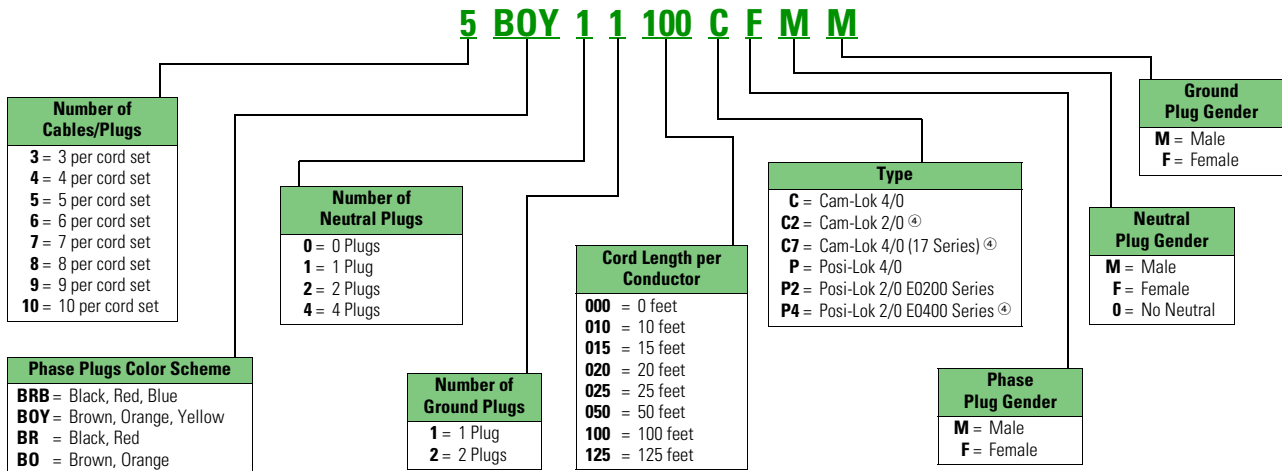 5 BOY 1 1 100 C F M M
Number of
Cables/Plugs
3 = 3 per cord set
4 = 4 per cord set
5 = 5 per cord set
6 = 6 per cord set
7 = 7 per cord set
8 = 8 per cord set
9 = 9 per cord set
10 = 10 per cord set
Phase Plugs Color Scheme
BRB = Black, Red, Blue
BOY = Brown, Orange, Yellow
BR = Black, Red
BO = Brown, Orange
Number of
Neutral Plugs
0 = 0 Plugs
1 = 1 Plug
2 = 2 Plugs
4 = 4 Plugs
Number of
Ground Plugs
1 = 1 Plug
2 = 2 Plugs
Cord Length per
Conductor
000 = 0 feet
010 = 10 feet
015 = 15 feet
020 = 20 feet
025 = 25 feet
050 = 50 feet
100 = 100 feet
125 = 125 feet
Type
C = Cam-Lok 4/0
C2 = Cam-Lok 2/0 ④
C7 = Cam-Lok 4/0 (17 Series) ④
P = Posi-Lok 4/0
P2 = Posi-Lok 2/0 E0200 Series
P4 = Posi-Lok 2/0 E0400 Series ④
Phase
Plug Gender
M = Male
F = Female
Neutral
Plug Gender
M = Male
F = Female
0 = No Neutral
Ground
Plug Gender
M = Male
F = Female